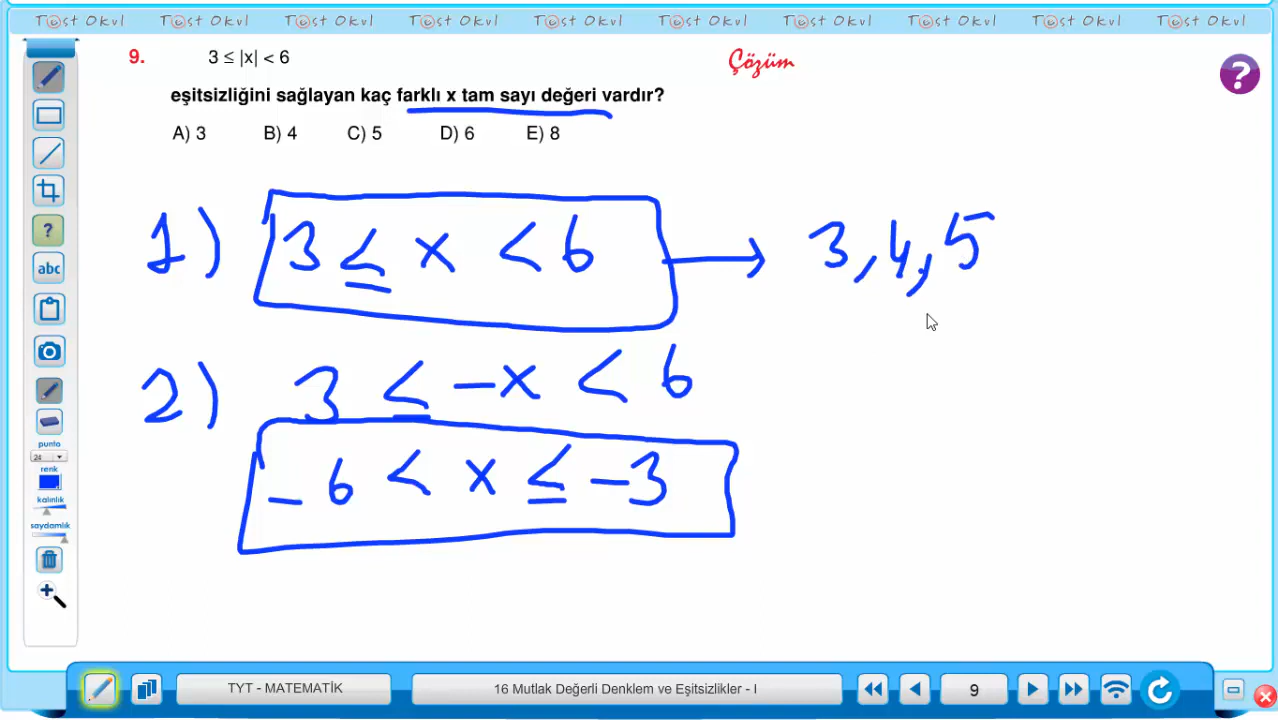 Test Okul Test Okul Test Okul Test Okul Test Okul Test Okul Test Okul Test Okul Test Okul Test Okul
9. 3 ≤ |x| < 6
Çözüm
?
eşitsizliğini sağlayan kaç farklı x tam sayı değeri vardır?
A) 3 B) 4 C) 5 D) 6 E) 8
1) 3 ≤ x < 6 → 3, 4, 5
2) 3 ≤ -x < 6
-6 < x ≤ -3
?
abc
punto
24
renk
kalınlık
saydamlık
TYT - MATEMATİK
16 Mutlak Değerli Denklem ve Eşitsizlikler - I
9